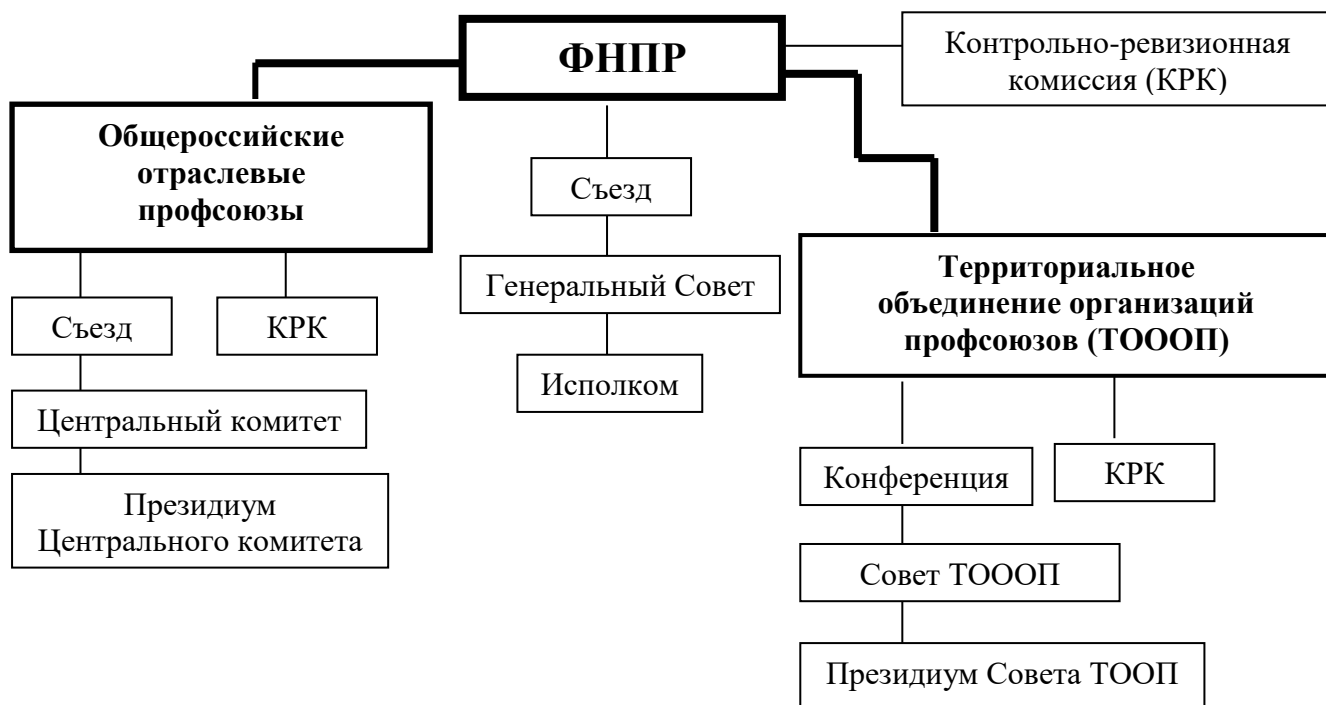 ФНПР
Контрольно-ревизионная
комиссия (КРК)
Общероссийские
отраслевые
профсоюзы
Съезд
Генеральный Совет
Исполком
Съезд
КРК
Центральный комитет
Президиум
Центрального комитета
Территориальное
объединение организаций
профсоюзов (ТОООП)
Конференция
КРК
Совет ТОООП
Президиум Совета ТООП